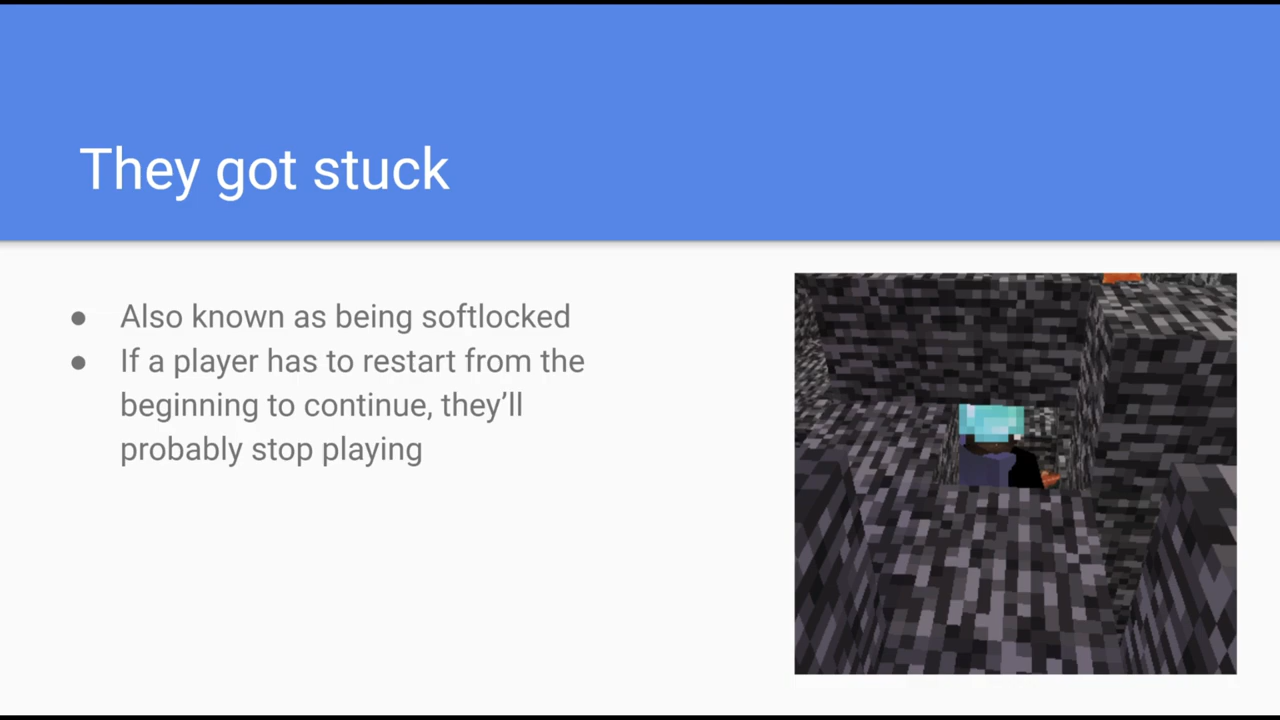 They got stuck
● Also known as being softlocked
● If a player has to restart from the
beginning to continue, they’ll
probably stop playing